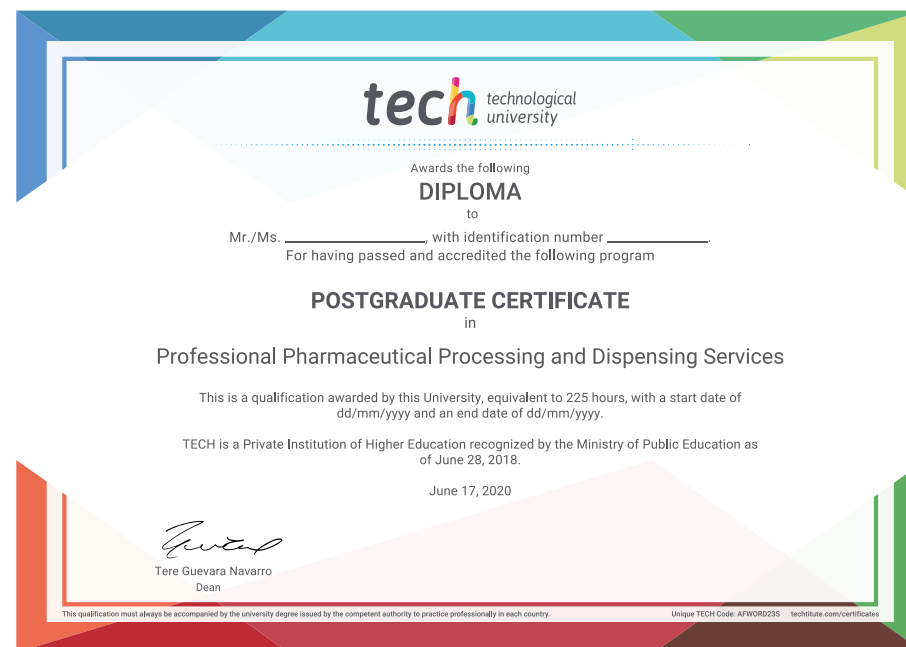 tech technological
university
Awards the following
DIPLOMA
to
Mr./Ms. ____________________, with identification number ______________.
For having passed and accredited the following program
POSTGRADUATE CERTIFICATE
in
Professional Pharmaceutical Processing and Dispensing Services
This is a qualification awarded by this University, equivalent to 225 hours, with a start date of
dd/mm/yyyy and an end date of dd/mm/yyyy.
TECH is a Private Institution of Higher Education recognized by the Ministry of Public Education as
of June 28, 2018.
June 17, 2020
Tere Guevara Navarro
Dean
This qualification must always be accompanied by the university degree issued by the competent authority to practice professionally in each country.
Unique TECH Code: AFWORD23S techtitute.com/certificates